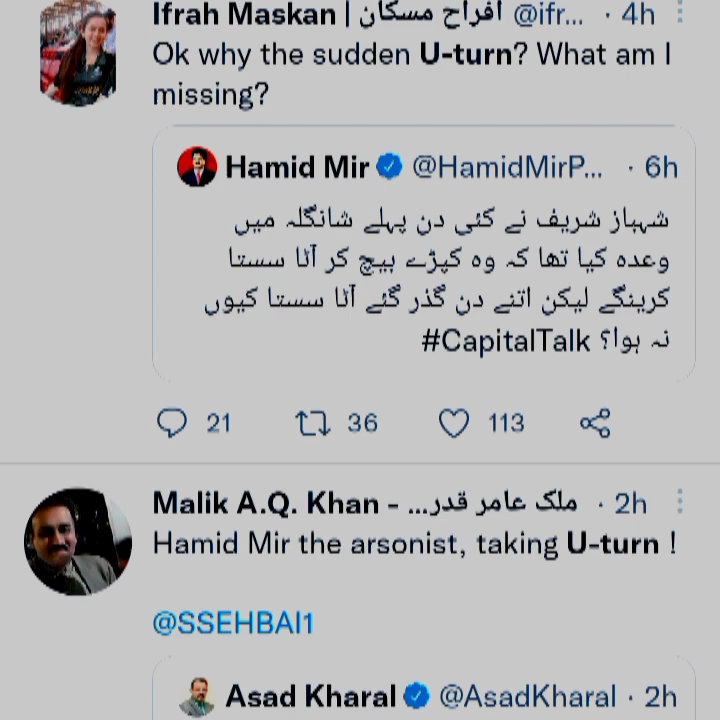 Ifrah Maskan | افراح مسکان @ifr... · 4h
Ok why the sudden U-turn? What am I
missing?
Hamid Mir @HamidMirP... · 6h
شہباز شریف نے کئی دن پہلے شانگلہ میں
وعدہ کیا تھا کہ وہ کپڑے بیچ کر آٹا سستا
کرینگے لیکن اتنے دن گذر گئے آٹا سستا کیوں
نہ ہوا؟ #CapitalTalk
21 36 113
Malik A.Q. Khan - ملک عامر قدر... · 2h
Hamid Mir the arsonist, taking U-turn !
@SSEHBAI1
Asad Kharal @AsadKharal · 2h